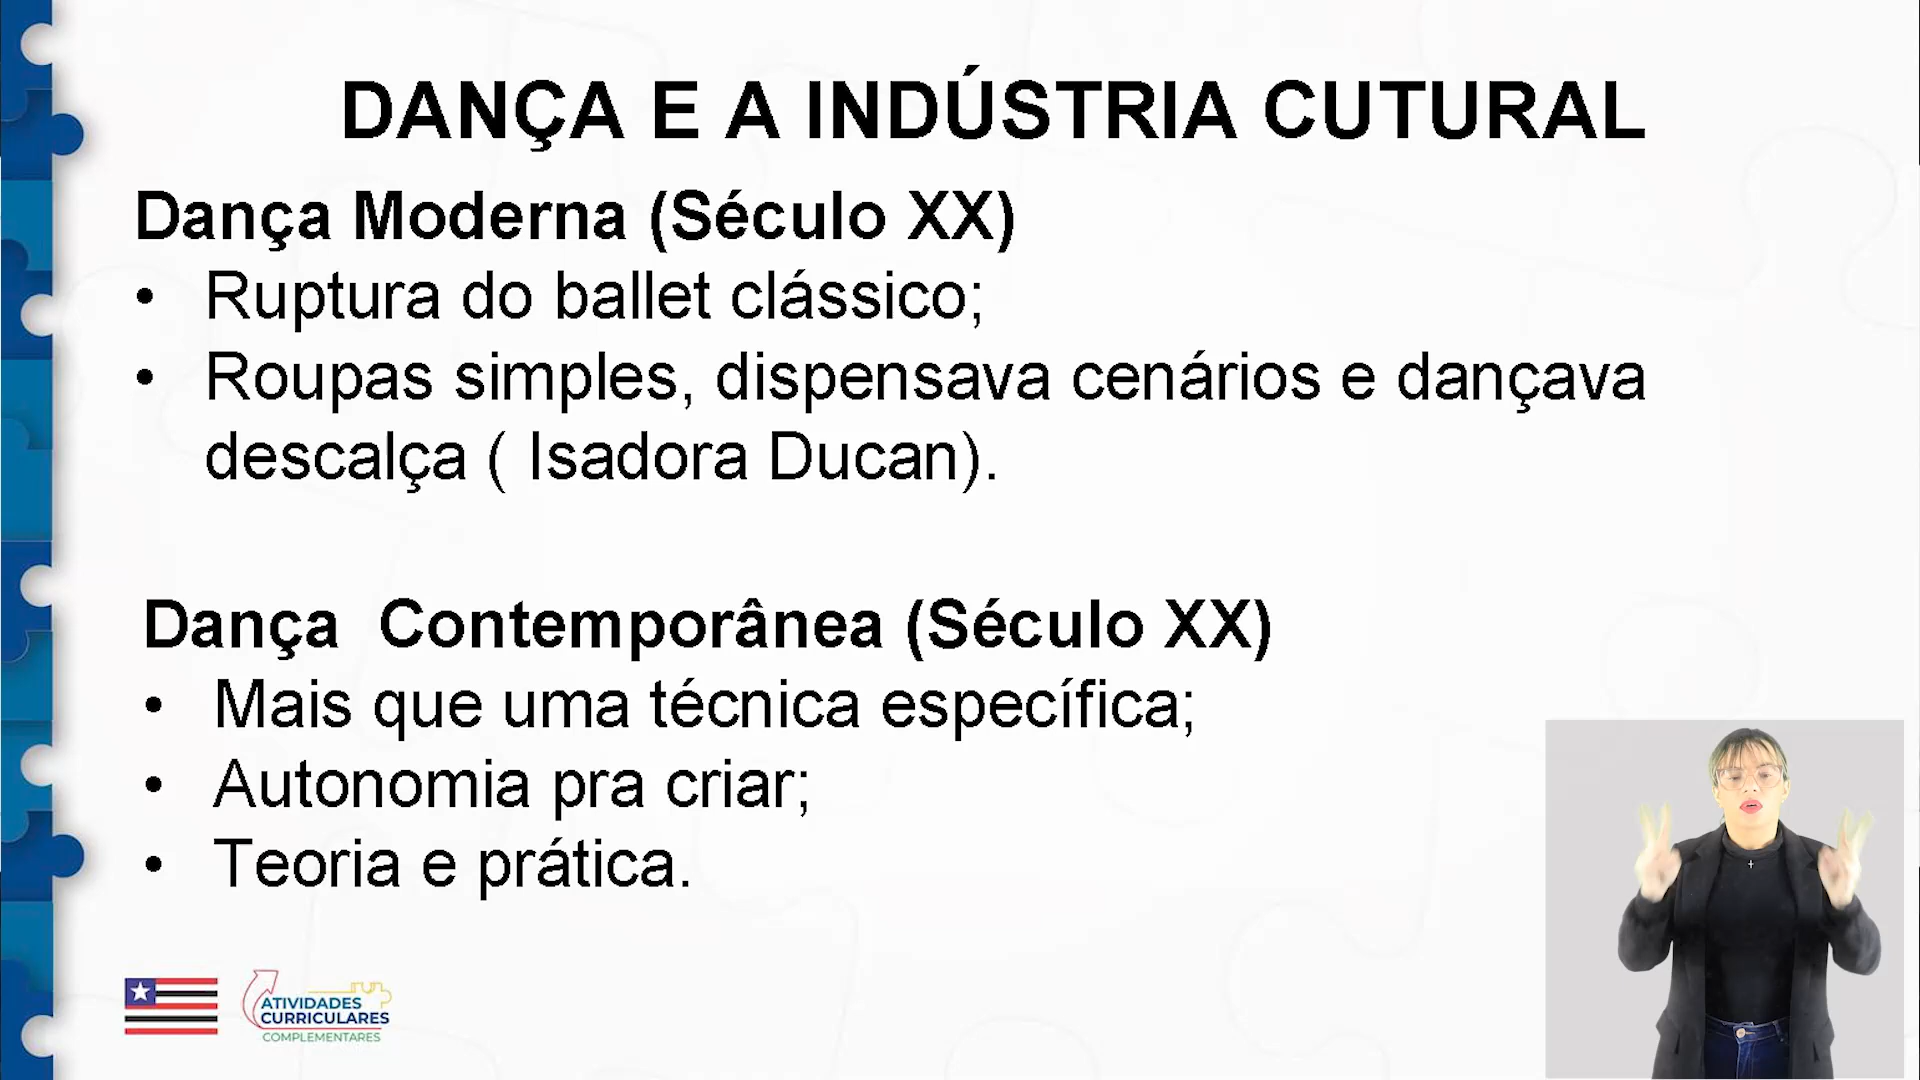 DANÇA E A INDÚSTRIA CUTURAL
Dança Moderna (Século XX)
• Ruptura do ballet clássico;
• Roupas simples, dispensava cenários e dançava
descalça ( Isadora Ducan).
Dança Contemporânea (Século XX)
• Mais que uma técnica específica;
• Autonomia pra criar;
• Teoria e prática.
ATIVIDADES
CURRICULARES
COMPLEMENTARES